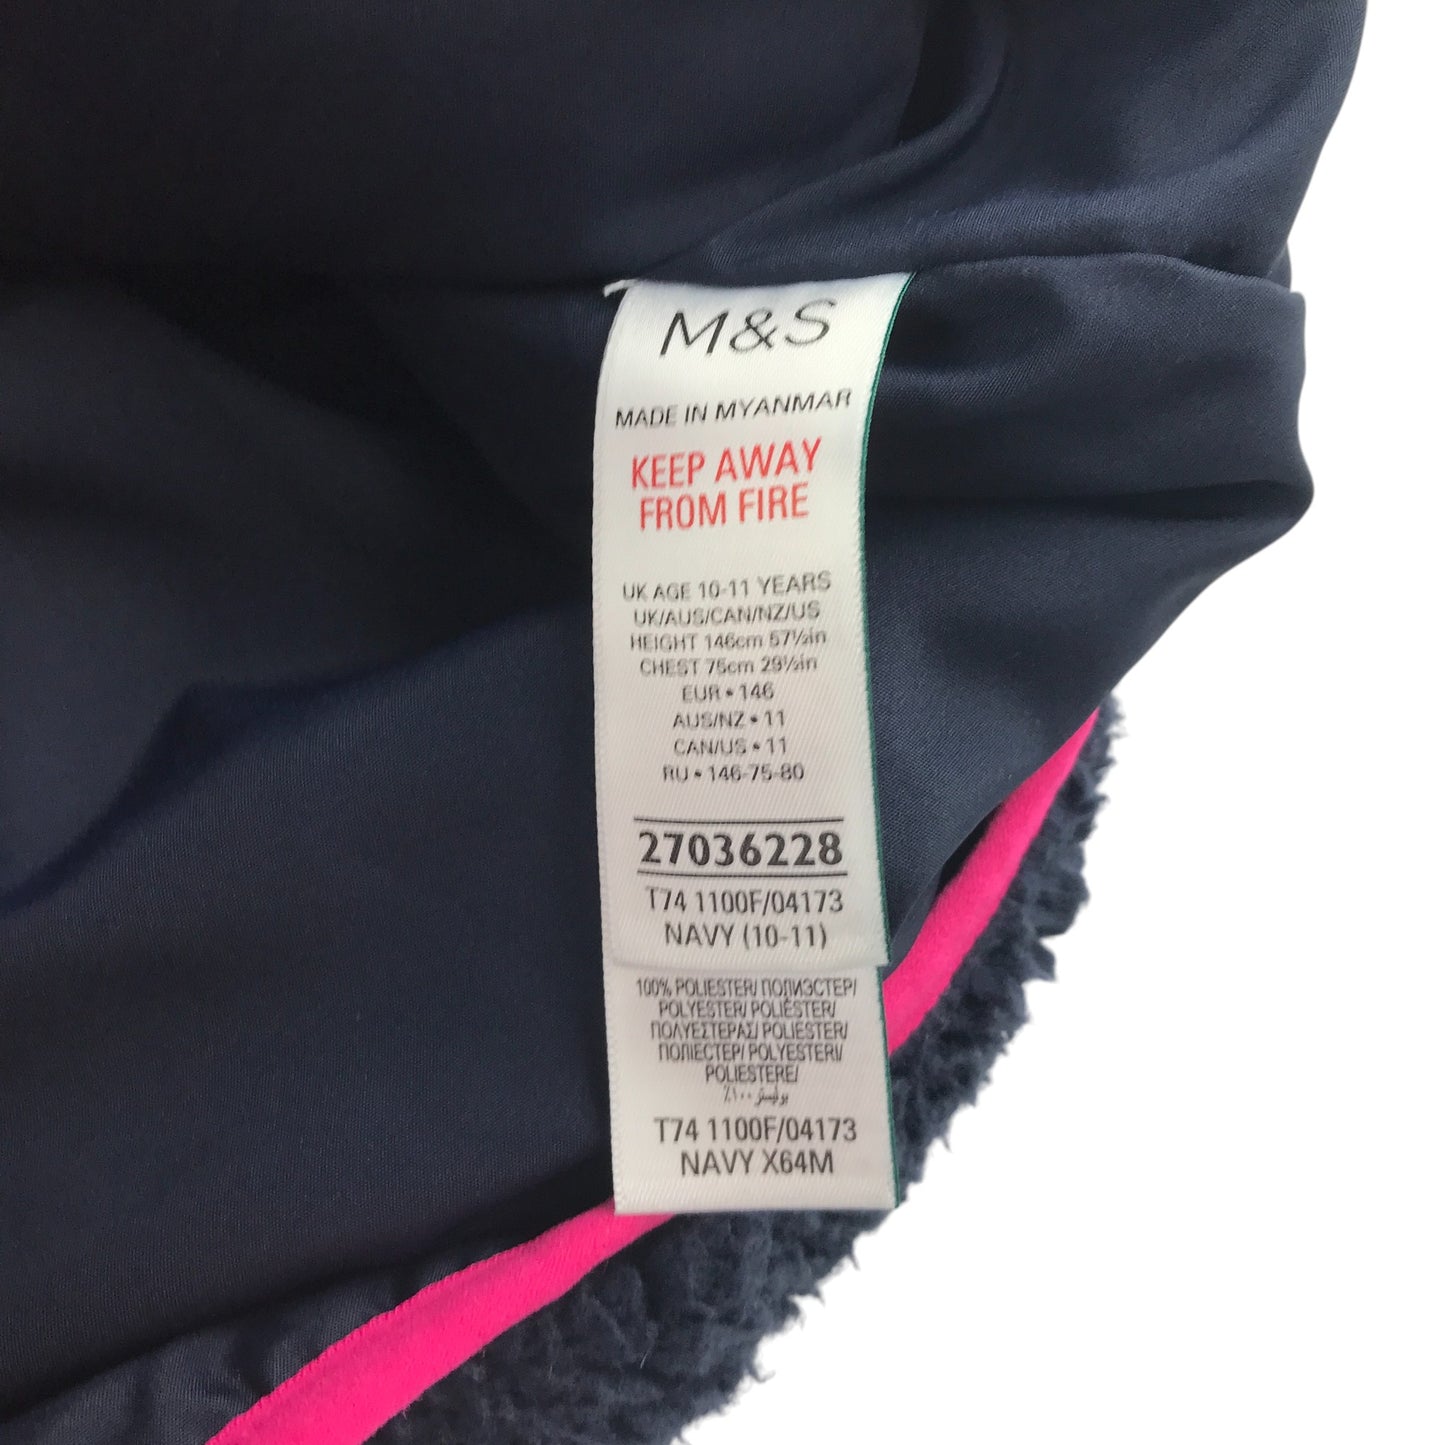 M&S
MADE IN MYANMAR
KEEP AWAY
FROM FIRE
UK AGE 10-11 YEARS
UK/AUS/CAN/NZ/US
HEIGHT 146cm 57½in
CHEST 75cm 29½in
EUR • 146
AUS/NZ • 11
CAN/US • 11
RU • 146-75-80
27036228
T74 1100F/04173
NAVY (10-11)
100% POLIESTER/ ПОЛИЭСТЕР/
POLYESTER/ POLIÉSTER/
ΠΟΛΥΕΣΤΕΡΑΣ/ POLIESTER/
ПОЛІЕСТЕР/ POLYESTERI/
POLIESTERE/
بوليستر ١٠٠٪
T74 1100F/04173
NAVY X64M